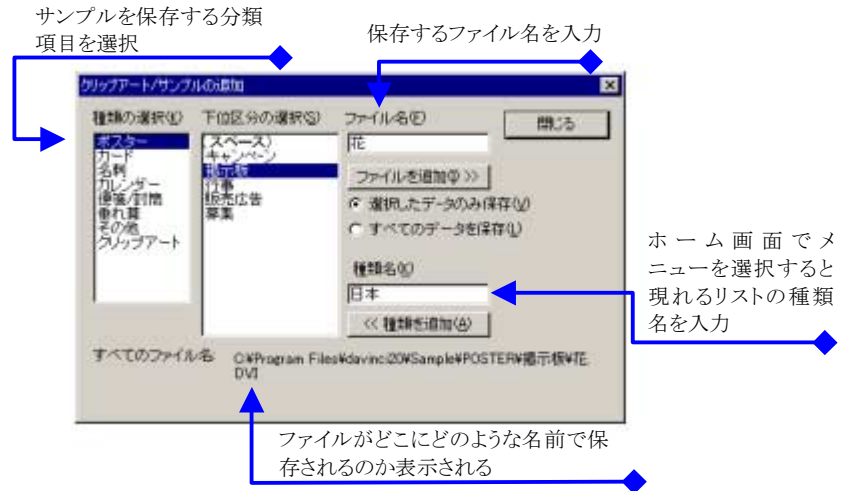 サンプルを保存する分類
項目を選択
保存するファイル名を入力
クリップアート/サンプルの追加
種類の選択(K)
ポスター
カード
名刺
カレンダー
便箋/封筒
垂れ幕
その他
クリップアート
下位区分の選択(S)
(スペース)
キャンペーン
掲示板
行事
販売広告
募集
ファイル名(F)
花
ファイルを追加(I) >>
選択したデータのみ保存(V)
すべてのデータを保存(L)
種類名(X)
日本
<< 種類を追加(A)
閉じる
ホーム画面でメ
ニューを選択すると
現れるリストの種類
名を入力
すべてのファイル名
C:¥Program Files¥davinci20¥Sample¥POSTER¥掲示板¥花.
DVI
ファイルがどこにどのような名前で保
存されるのか表示される